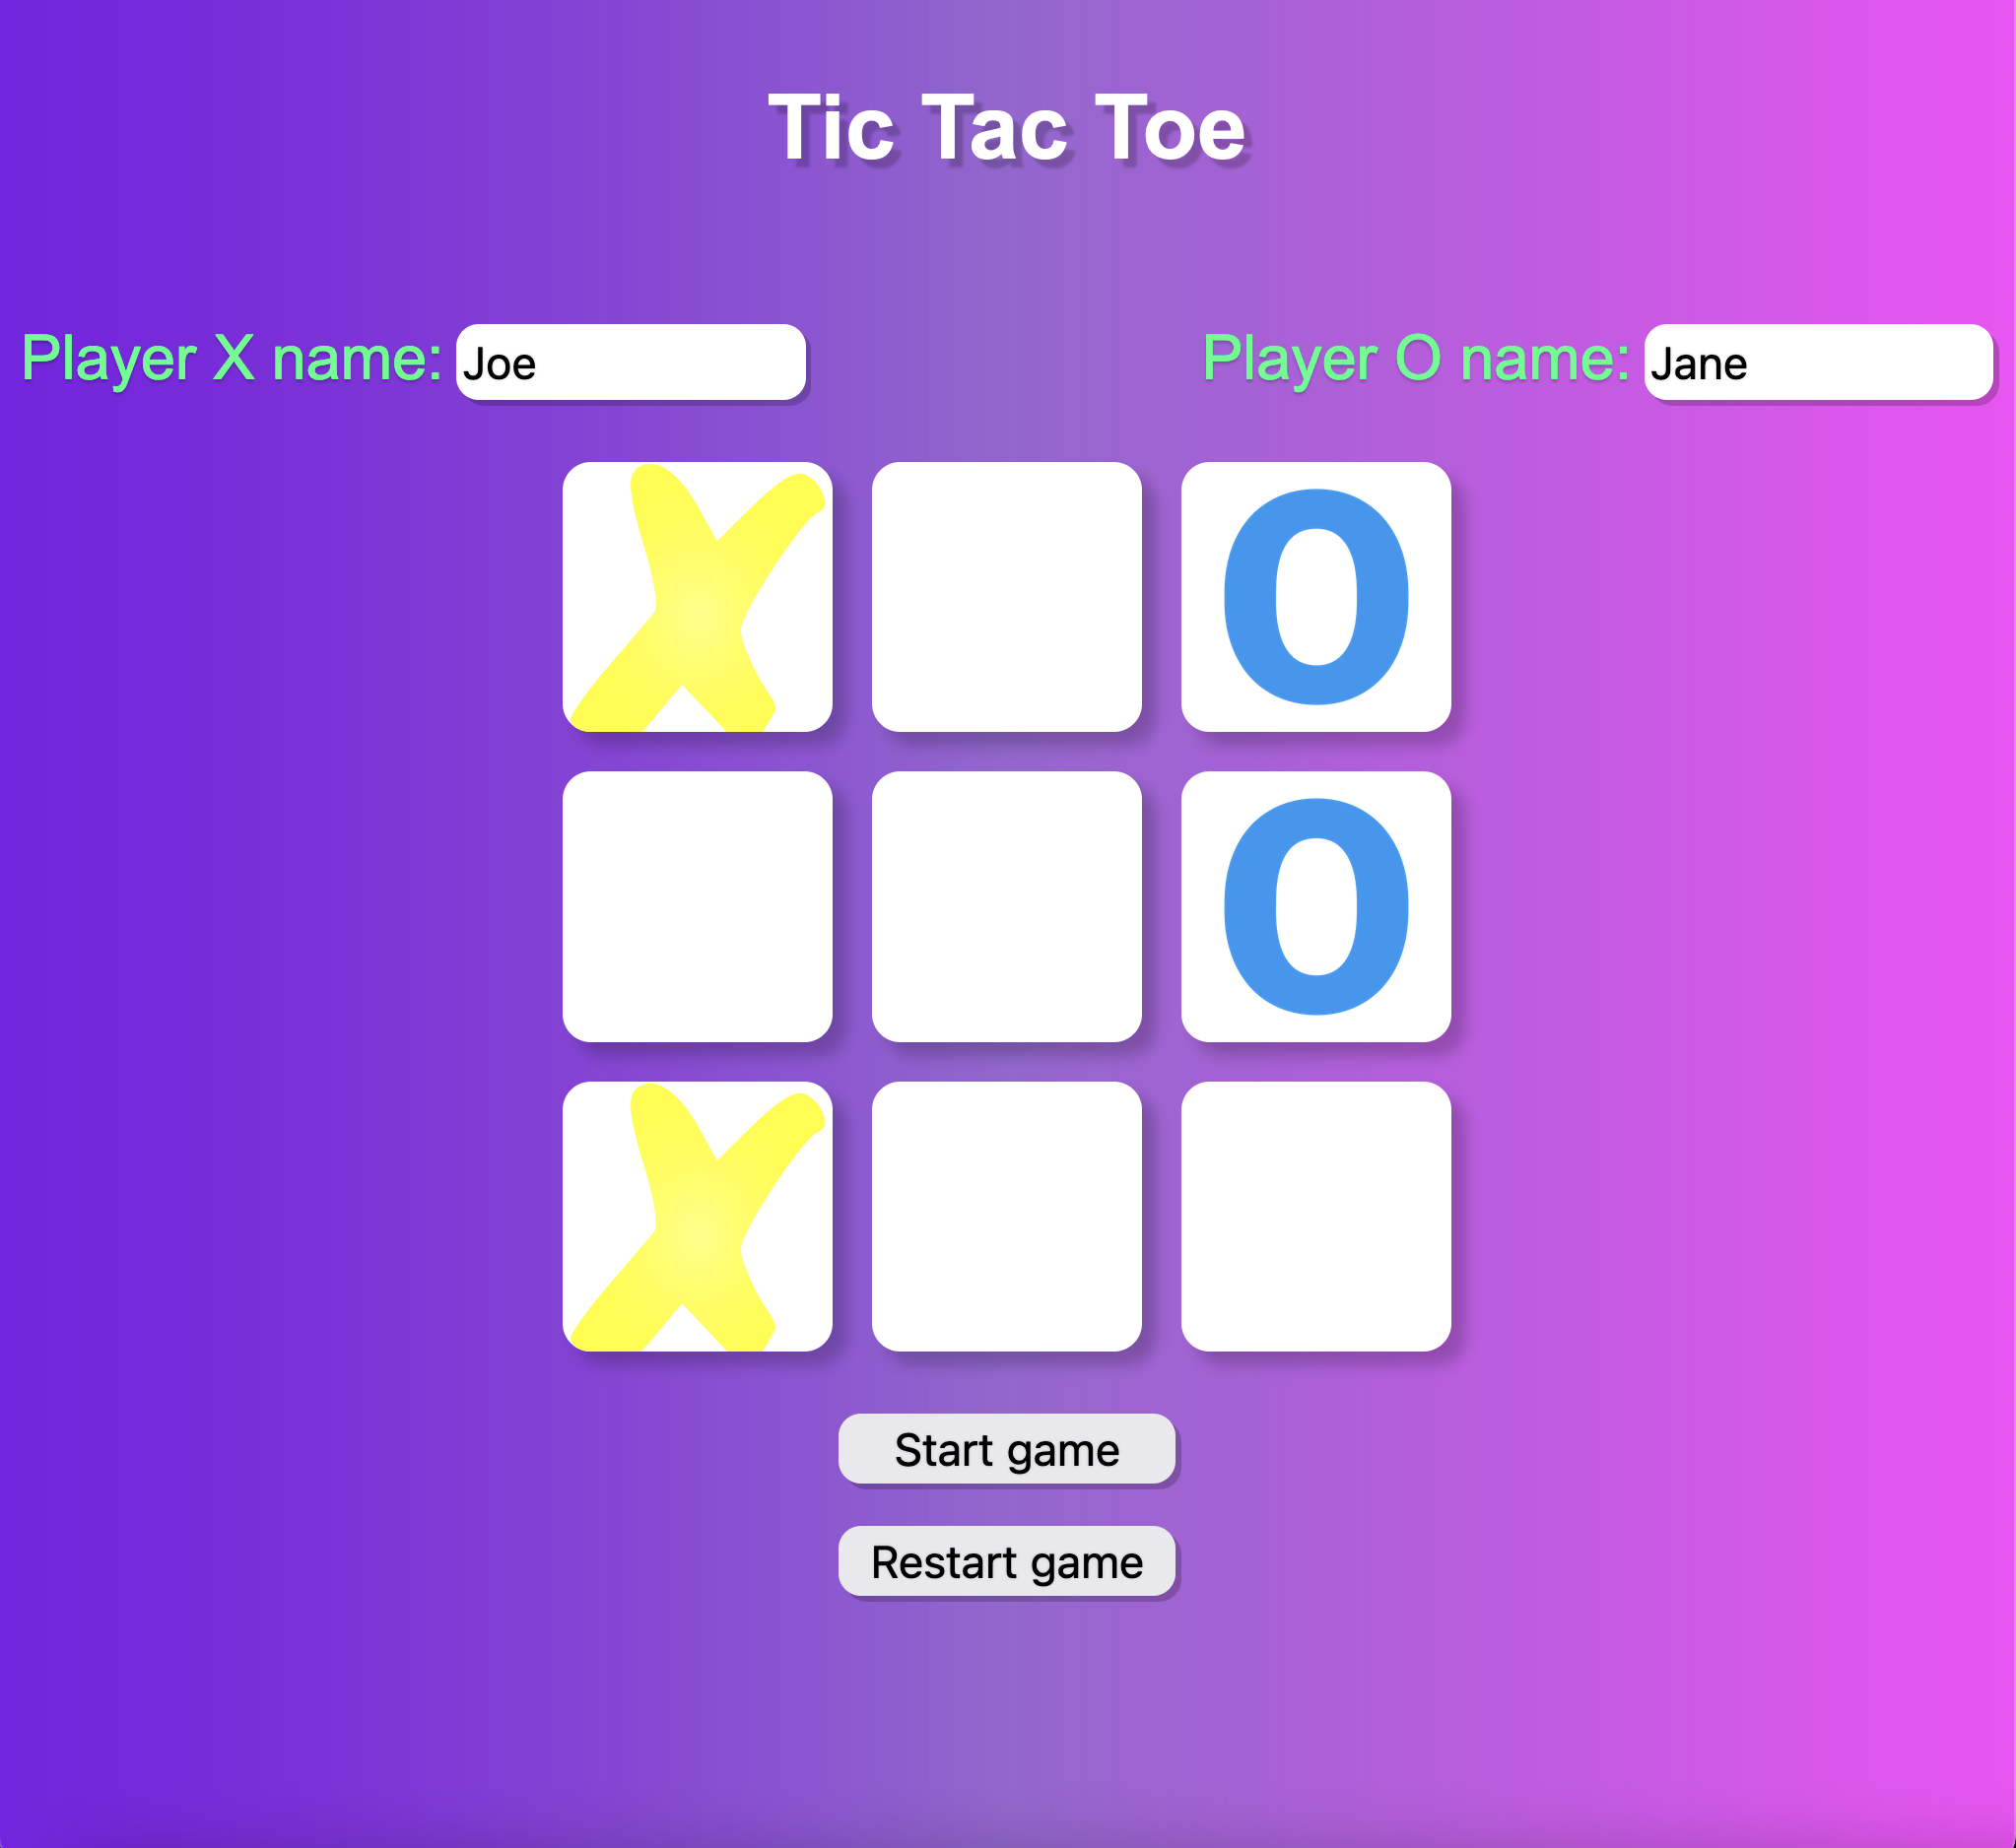 Tic Tac Toe
Player X name: Joe
Player O name: Jane
X O
O
X
Start game
Restart game